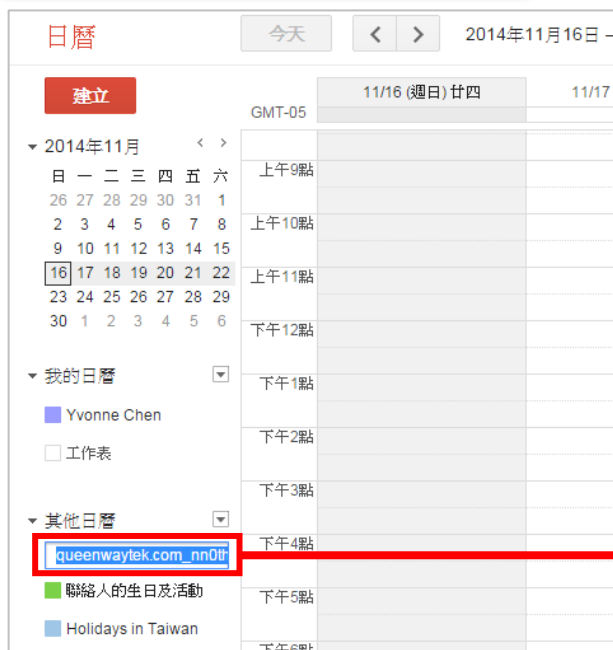 日曆
今天
2014年11月16日 –
建立
11/16 (週日) 廿四
11/17
GMT-05
2014年11月
日 一 二 三 四 五 六
26 27 28 29 30 31 1
2 3 4 5 6 7 8
9 10 11 12 13 14 15
16 17 18 19 20 21 22
23 24 25 26 27 28 29
30 1 2 3 4 5 6
上午9點
上午10點
上午11點
下午12點
下午1點
下午2點
下午3點
下午4點
下午5點
下午6點
我的日曆
Yvonne Chen
工作表
其他日曆
queenwaytek.com_nn0th
聯絡人的生日及活動
Holidays in Taiwan